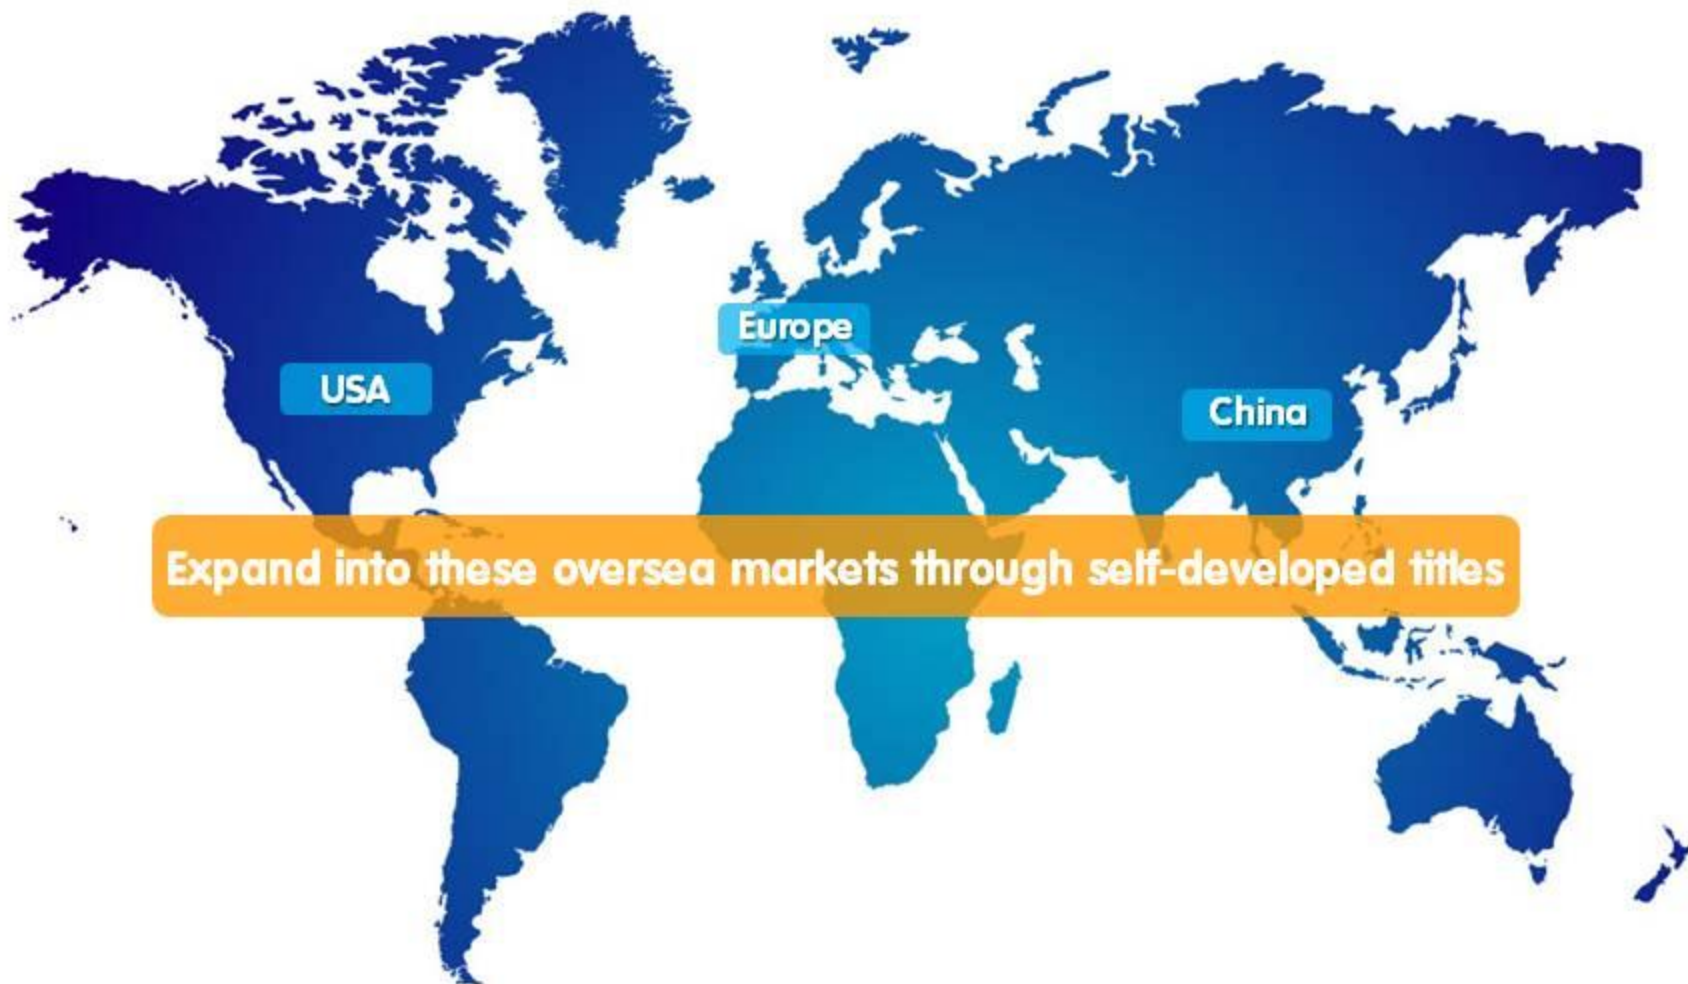 Europe
USA
China
Expand into these oversea markets through self-developed titles